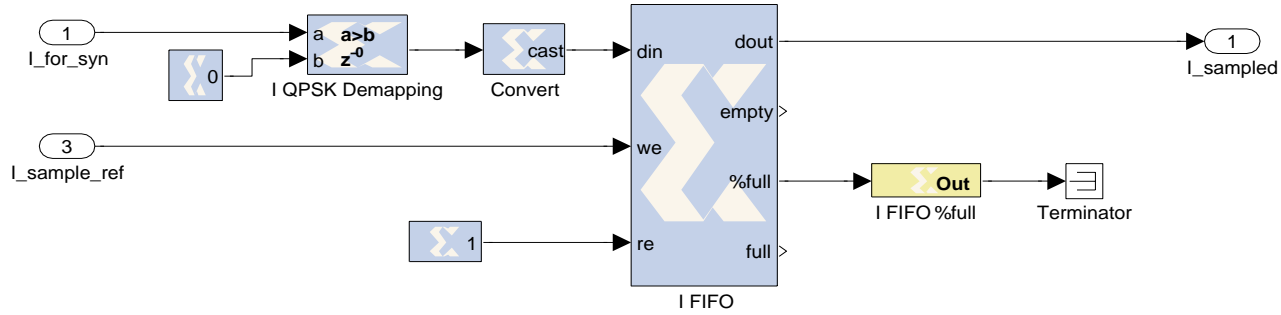 1
I_for_syn
0
a
b
a>b
z⁻⁰
I QPSK Demapping
cast
Convert
3
I_sample_ref
1
din
we
re
dout
empty
%full
full
I FIFO
Out
I FIFO %full
Terminator
1
I_sampled